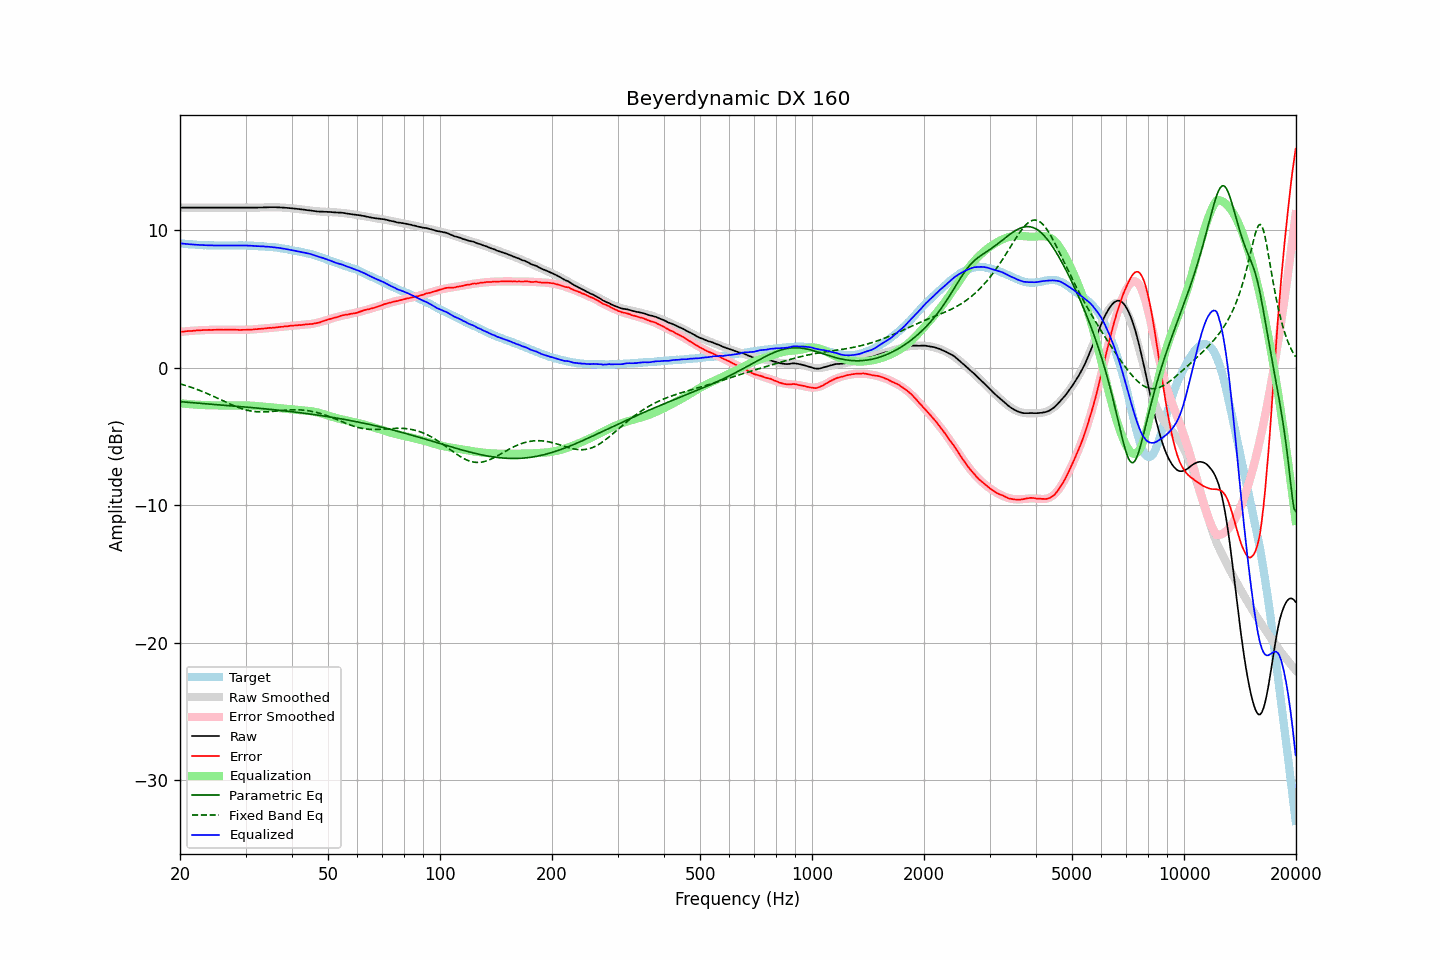 Beyerdynamic DX 160
Amplitude (dBr)
10
0
−10
−20
−30
Target
Raw Smoothed
Error Smoothed
Raw
Error
Equalization
Parametric Eq
Fixed Band Eq
Equalized
20 50 100 200 500 1000 2000 5000 10000 20000
Frequency (Hz)